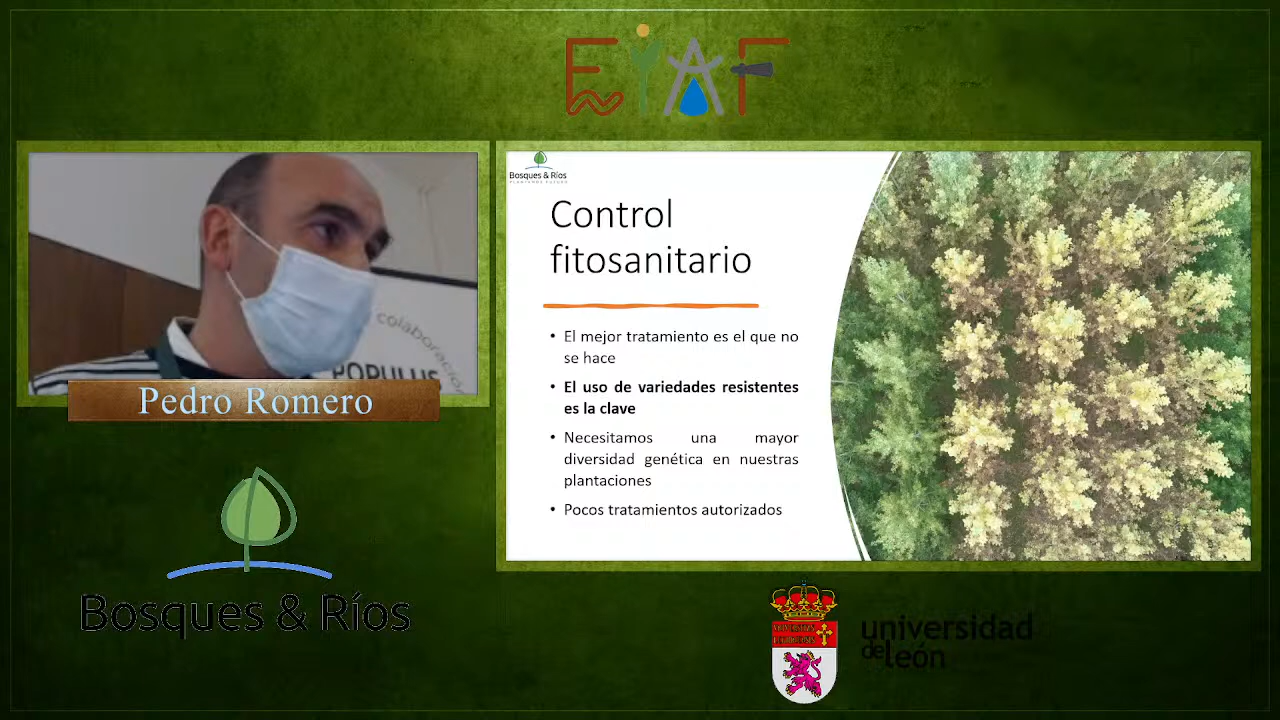 EIAF
colaboración
POPULUS
Pedro Romero
Bosques & Ríos
Bosques & Ríos
Control
fitosanitario
• El mejor tratamiento es el que no
se hace
• El uso de variedades resistentes
es la clave
• Necesitamos una mayor
diversidad genética en nuestras
plantaciones
• Pocos tratamientos autorizados
universidad
de león